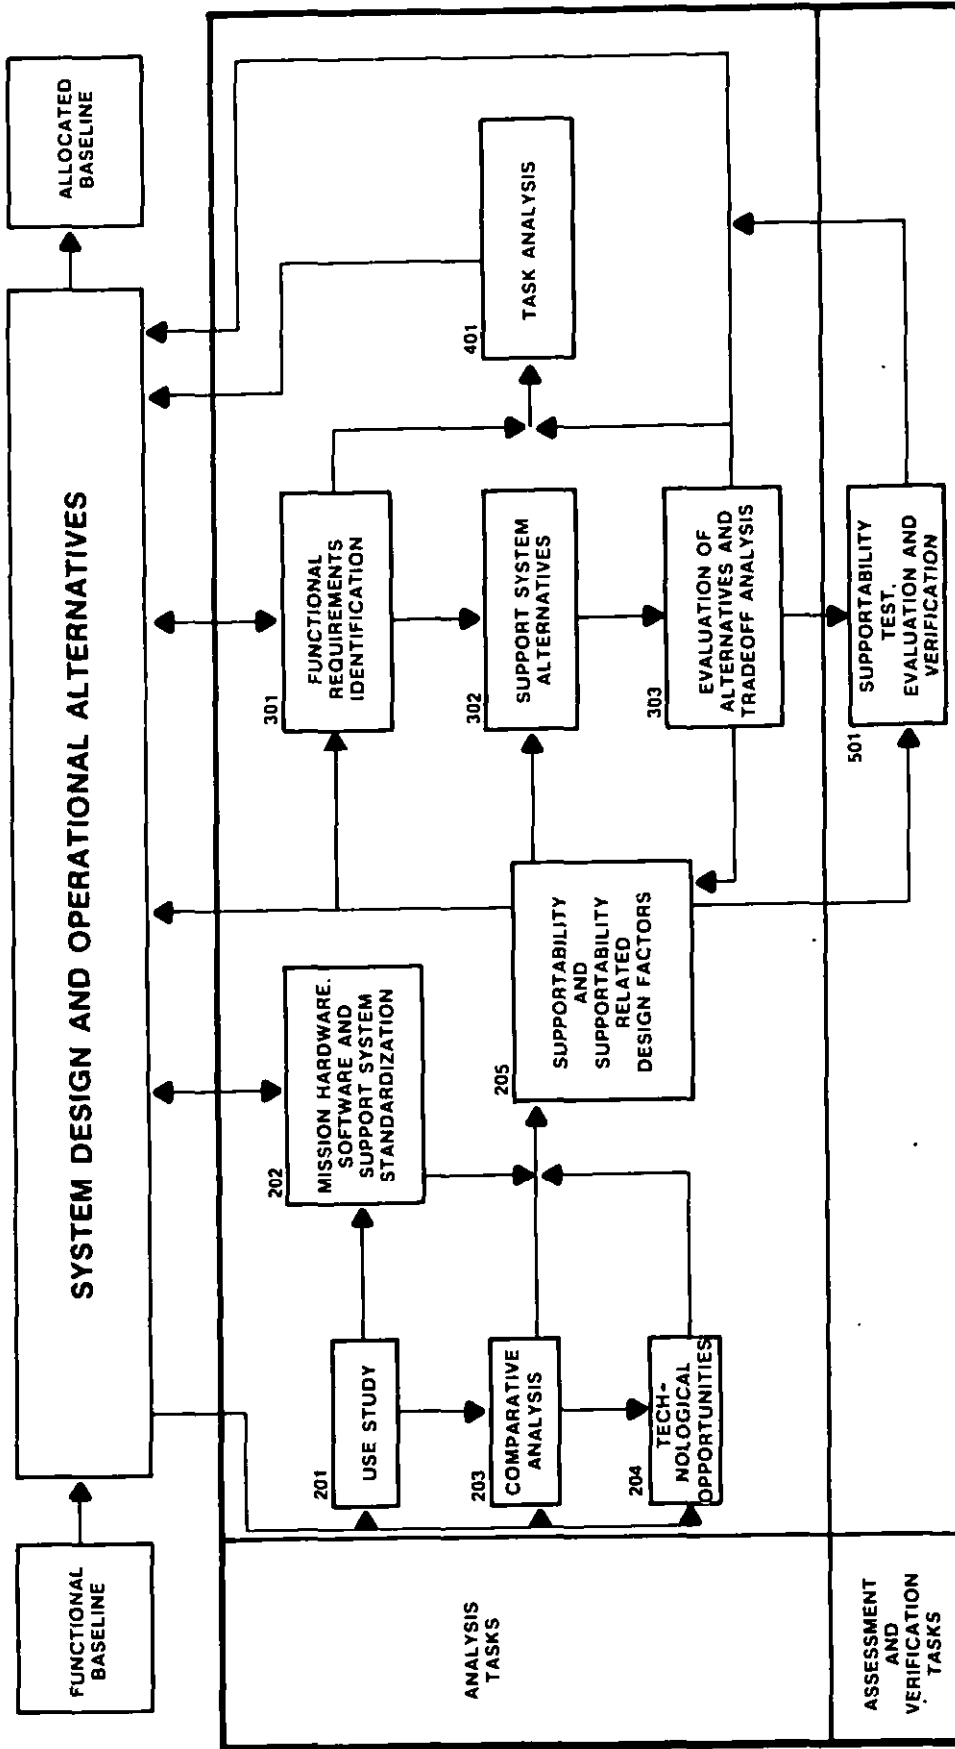 FUNCTIONAL
BASELINE
SYSTEM DESIGN AND OPERATIONAL ALTERNATIVES
ALLOCATED
BASELINE
ANALYSIS
TASKS
201
USE STUDY
202
MISSION HARDWARE.
SOFTWARE AND
SUPPORT SYSTEM
STANDARDIZATION
203
COMPARATIVE
ANALYSIS
204
TECH-
NOLOGICAL
OPPORTUNITIES
205
SUPPORTABILITY
AND
SUPPORTABILITY
RELATED
DESIGN FACTORS
301
FUNCTIONAL
REQUIREMENTS
IDENTIFICATION
302
SUPPORT SYSTEM
ALTERNATIVES
303
EVALUATION OF
ALTERNATIVES AND
TRADEOFF ANALYSIS
401
TASK ANALYSIS
ASSESSMENT
AND
VERIFICATION
TASKS
501
SUPPORTABILITY
TEST.
EVALUATION AND
VERIFICATION